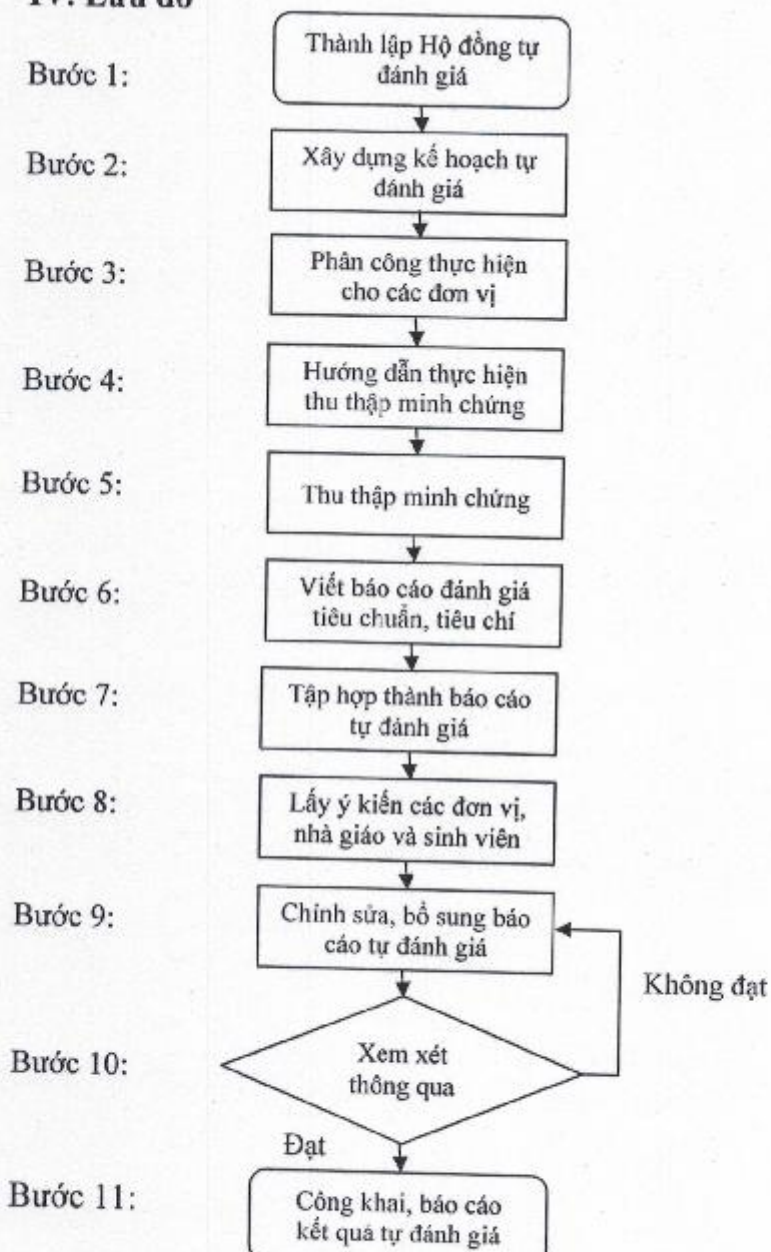 IV. Lưu đồ
Bước 1:
Thành lập Hộ đồng tự
đánh giá
Bước 2:
Xây dựng kế hoạch tự
đánh giá
Bước 3:
Phân công thực hiện
cho các đơn vị
Bước 4:
Hướng dẫn thực hiện
thu thập minh chứng
Bước 5:
Thu thập minh chứng
Bước 6:
Viết báo cáo đánh giá
tiêu chuẩn, tiêu chí
Bước 7:
Tập hợp thành báo cáo
tự đánh giá
Bước 8:
Lấy ý kiến các đơn vị,
nhà giáo và sinh viên
Bước 9:
Chỉnh sửa, bổ sung báo
cáo tự đánh giá
Không đạt
Bước 10:
Xem xét
thông qua
Đạt
Bước 11:
Công khai, báo cáo
kết quả tự đánh giá